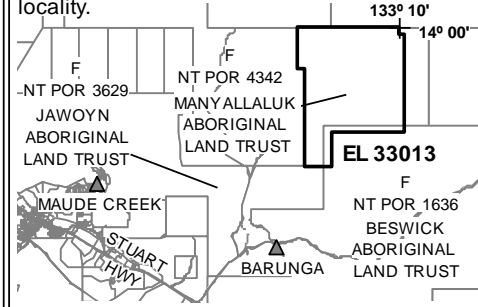 locality.
133º 10'
14º 00'
F
NT POR 4342
MANYALLALUK
ABORIGINAL
LAND TRUST
F
NT POR 3629
JAWOYN
ABORIGINAL
LAND TRUST
EL 33013
F
NT POR 1636
BESWICK
ABORIGINAL
LAND TRUST
MAUDE CREEK
STUART
HWY
BARUNGA